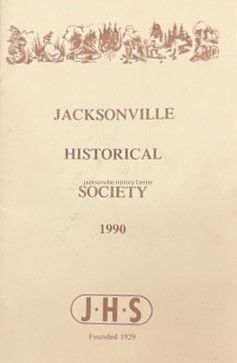 JACKSONVILLE
HISTORICAL
Jacksonville History Center
SOCIETY
1990
J·H·S
Founded 1929